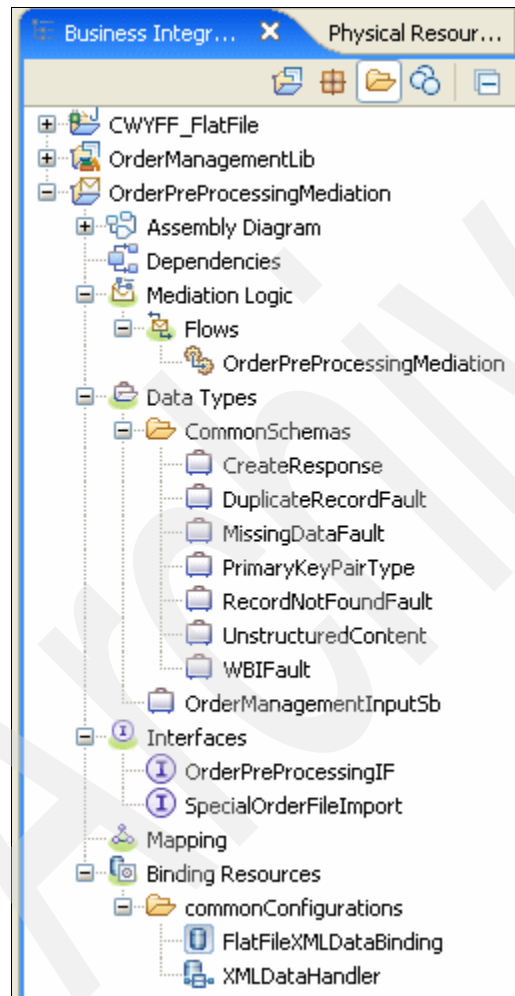 Business Integr... Physical Resour...
CWYFF_FlatFile
OrderManagementLib
OrderPreProcessingMediation
Assembly Diagram
Dependencies
Mediation Logic
Flows
OrderPreProcessingMediation
Data Types
CommonSchemas
CreateResponse
DuplicateRecordFault
MissingDataFault
PrimaryKeyPairType
RecordNotFoundFault
UnstructuredContent
WBIFault
OrderManagementInputSb
Interfaces
OrderPreProcessingIF
SpecialOrderFileImport
Mapping
Binding Resources
commonConfigurations
FlatFileXMLDataBinding
XMLDataHandler